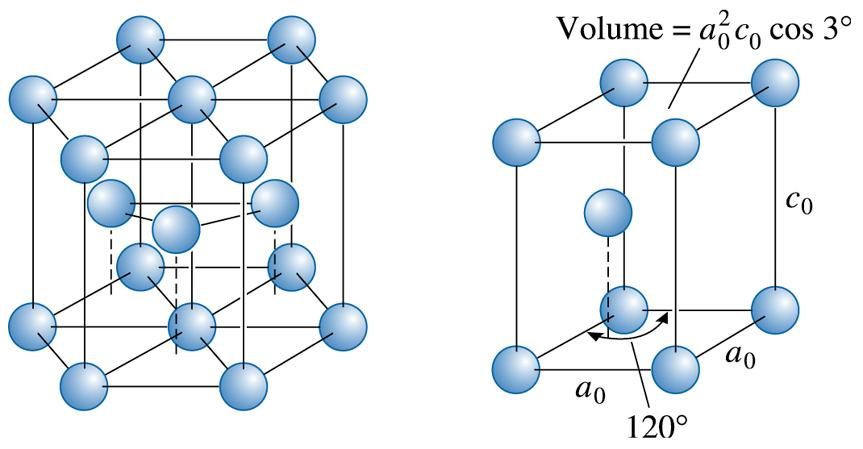 Volume = a₀²c₀ cos 3°
c₀
a₀
a₀
120°